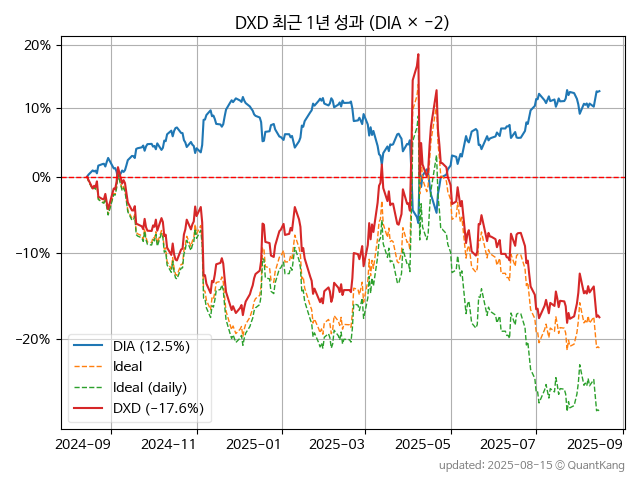 DXD 최근 1년 성과 (DIA × −2)
20%
10%
0%
−10%
−20%
DIA (12.5%)
Ideal
Ideal (daily)
DXD (−17.6%)
2024−09
2024−11
2025−01
2025−03
2025−05
2025−07
2025−09
updated: 2025−08−15 ⓒ QuantKang